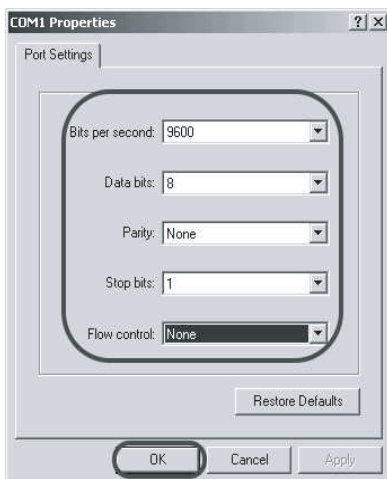 COM1 Properties
Port Settings
Bits per second: 9600
Data bits: 8
Parity: None
Stop bits: 1
Flow control: None
Restore Defaults
OK Cancel Apply